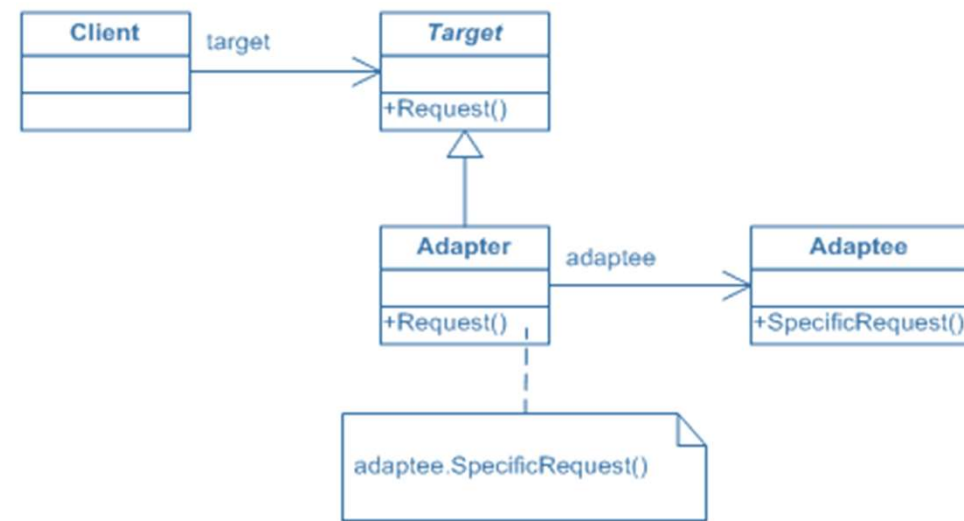 Client
target
Target
+Request()
Adapter
adaptee
Adaptee
+Request()
+SpecificRequest()
adaptee.SpecificRequest()